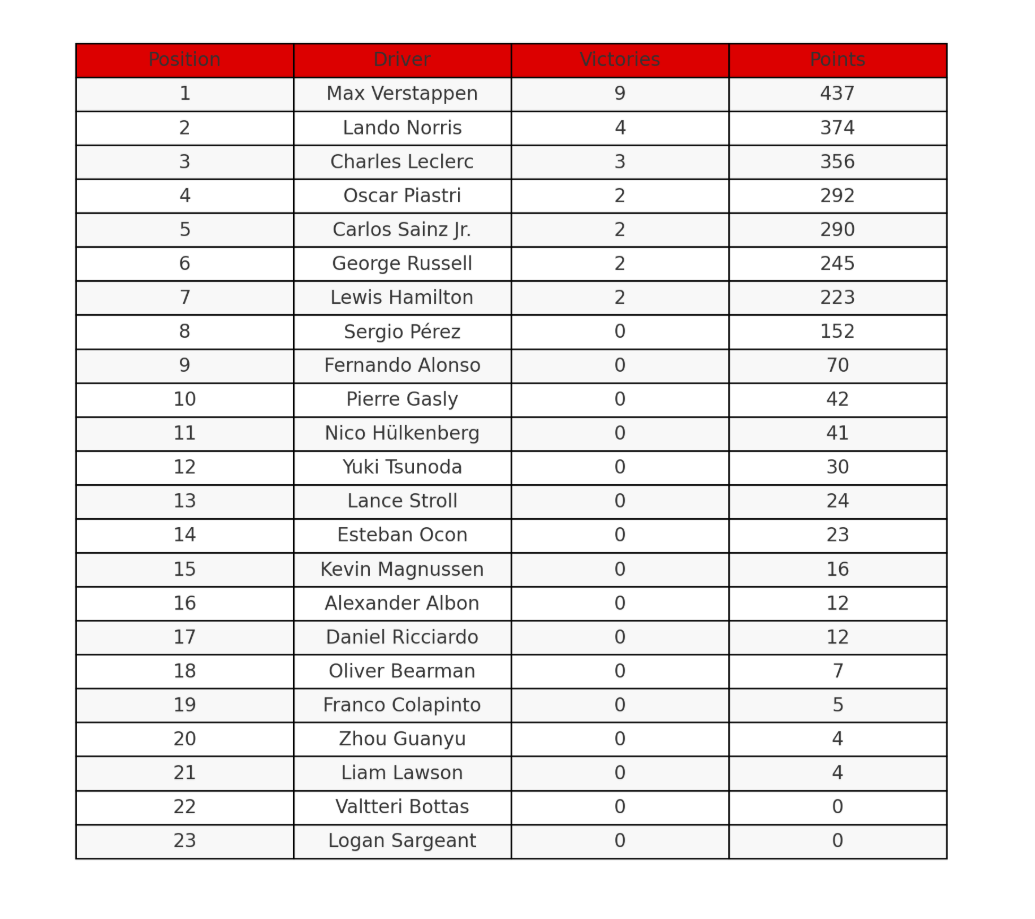 Position Driver Victories Points
1 Max Verstappen 9 437
2 Lando Norris 4 374
3 Charles Leclerc 3 356
4 Oscar Piastri 2 292
5 Carlos Sainz Jr. 2 290
6 George Russell 2 245
7 Lewis Hamilton 2 223
8 Sergio Pérez 0 152
9 Fernando Alonso 0 70
10 Pierre Gasly 0 42
11 Nico Hülkenberg 0 41
12 Yuki Tsunoda 0 30
13 Lance Stroll 0 24
14 Esteban Ocon 0 23
15 Kevin Magnussen 0 16
16 Alexander Albon 0 12
17 Daniel Ricciardo 0 12
18 Oliver Bearman 0 7
19 Franco Colapinto 0 5
20 Zhou Guanyu 0 4
21 Liam Lawson 0 4
22 Valtteri Bottas 0 0
23 Logan Sargeant 0 0